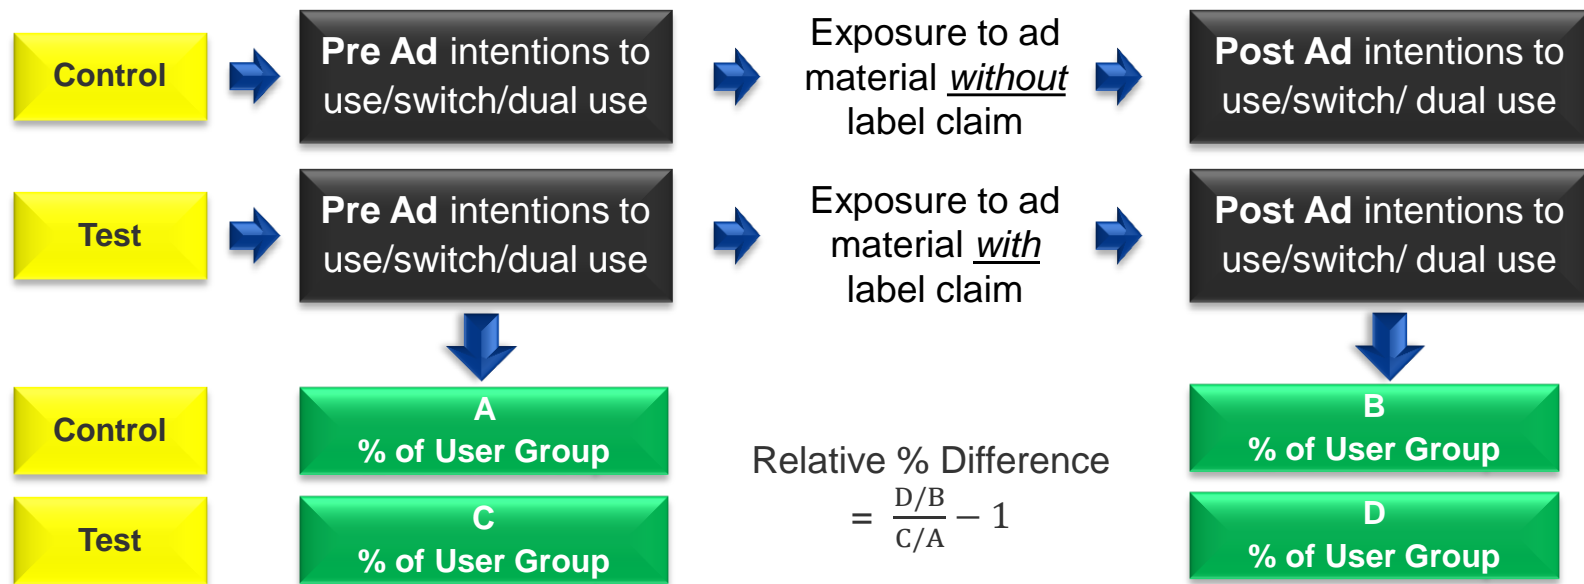 Control
Pre Ad intentions to
use/switch/dual use
Exposure to ad
material without
label claim
Post Ad intentions to
use/switch/ dual use
Test
Pre Ad intentions to
use/switch/dual use
Exposure to ad
material with
label claim
Post Ad intentions to
use/switch/ dual use
Control
A
% of User Group
B
% of User Group
Relative % Difference
= D/B
C/A − 1
Test
C
% of User Group
D
% of User Group